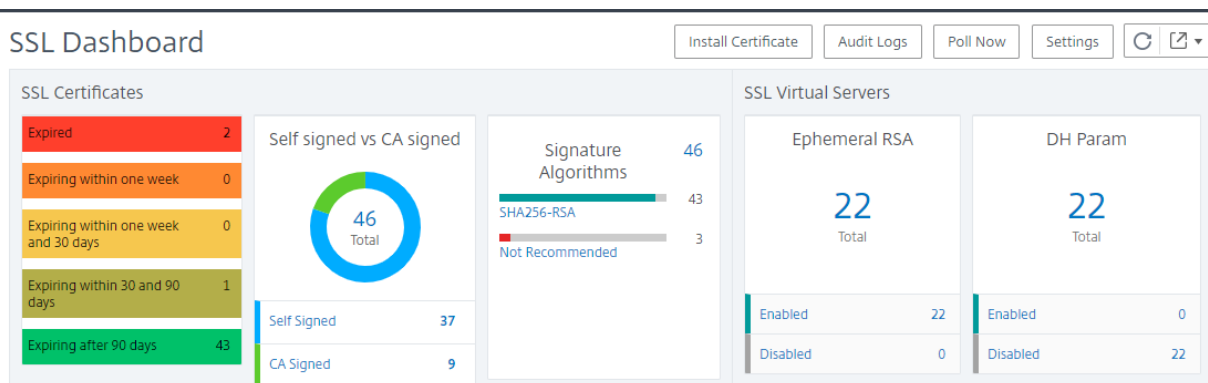 SSL Dashboard
Install Certificate
Audit Logs
Poll Now
Settings
SSL Certificates
Expired 2
Expiring within one week 0
Expiring within one week 0
and 30 days
Expiring within 30 and 90 1
days
Expiring after 90 days 43
Self signed vs CA signed
46
Total
Self Signed 37
CA Signed 9
Signature 46
Algorithms
43
SHA256-RSA
3
Not Recommended
SSL Virtual Servers
Ephemeral RSA
22
Total
Enabled 22
Disabled 0
DH Param
22
Total
Enabled 0
Disabled 22